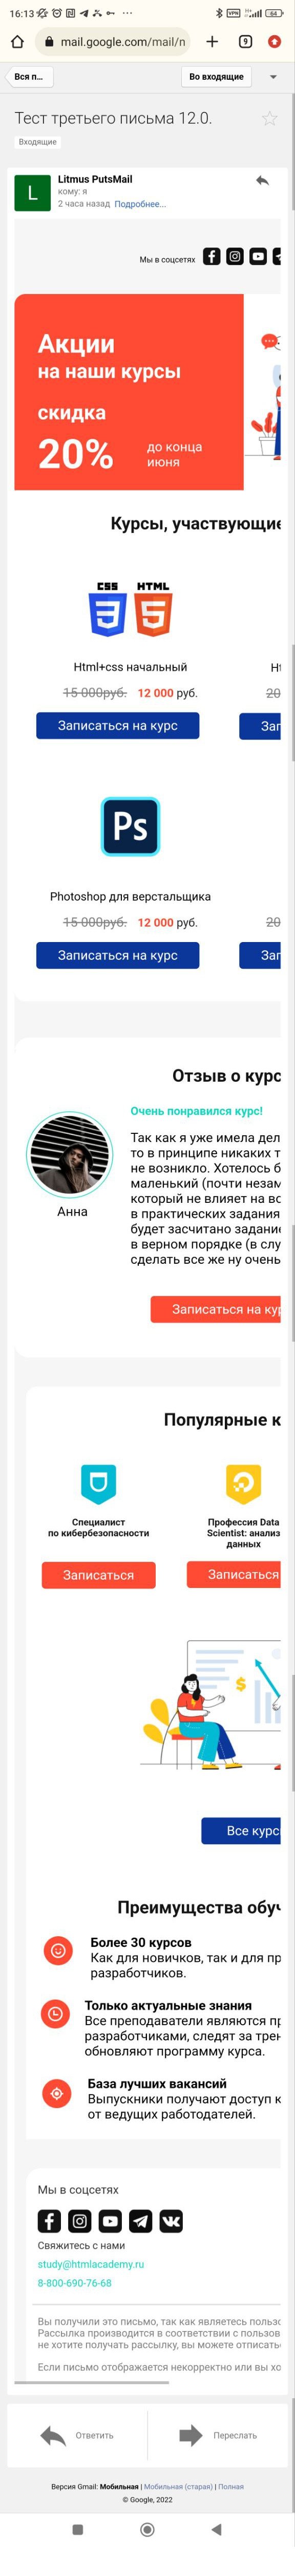 16:13
VPN
64
mail.google.com/mail/n
9
Вся п...
Во входящие
Тест третьего письма 12.0.
Входящие
L
Litmus PutsMail
кому: я
2 часа назад Подробнее...
Мы в соцсетях
Акции
на наши курсы
скидка
20%
до конца
июня
Курсы, участвующие
CSS HTML
Html+css начальный
Ht
15 000руб. 12 000 руб.
20
Записаться на курс
Зап
Ps
Photoshop для верстальщика
15 000руб. 12 000 руб.
20
Записаться на курс
Зап
Отзыв о курс
Очень понравился курс!
Так как я уже имела дел
то в принципе никаких т
не возникло. Хотелось б
маленький (почти незам
который не влияет на вс
в практических задания
будет засчитано задани
в верном порядке (в слу
сделать все же ну очень
Анна
Записаться на кур
Популярные к
Специалист
по кибербезопасности
Профессия Data
Scientist: анализ
данных
Записаться
Записаться
$
Все курс
Преимущества обуч
Более 30 курсов
Как для новичков, так и для пр
разработчиков.
Только актуальные знания
Все преподаватели являются пр
разработчиками, следят за трен
обновляют программу курса.
База лучших вакансий
Выпускники получают доступ к
от ведущих работодателей.
Мы в соцсетях
Свяжитесь с нами
study@htmlacademy.ru
8-800-690-76-68
Вы получили это письмо, так как являетесь польз
Рассылка производится в соответствии с пользов
не хотите получать рассылку, вы можете отписать
Если письмо отображается некорректно или вы хо
Ответить
Переслать
Версия Gmail: Мобильная | Мобильная (старая) | Полная
© Google, 2022